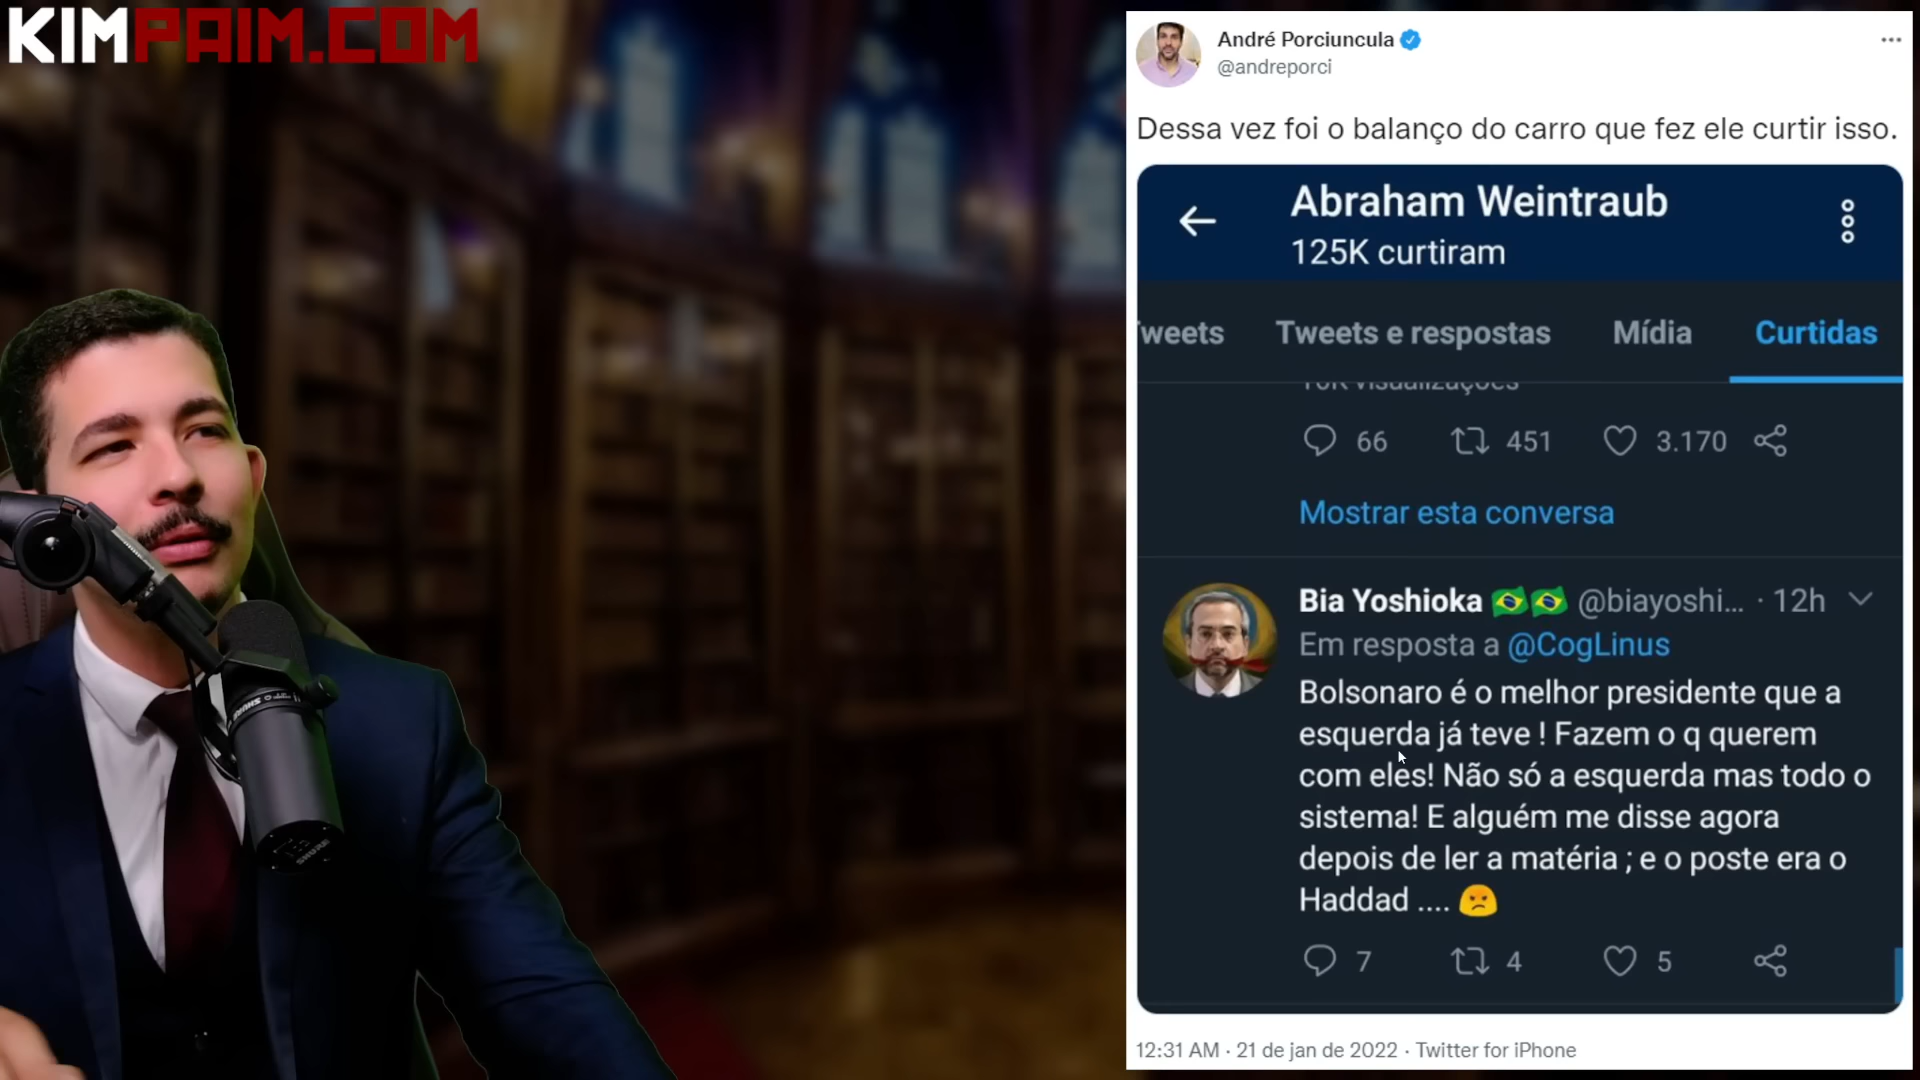 KIMPAIM.COM
André Porciuncula
@andreporci
Dessa vez foi o balanço do carro que fez ele curtir isso.
Abraham Weintraub
125K curtiram
Tweets e respostas
Mídia
Curtidas
66
451
3.170
Mostrar esta conversa
Bia Yoshioka @biayoshi... · 12h
Em resposta a @CogLinus
Bolsonaro é o melhor presidente que a
esquerda já teve ! Fazem o q querem
com eles! Não só a esquerda mas todo o
sistema! E alguém me disse agora
depois de ler a matéria ; e o poste era o
Haddad ....
7
4
5
12:31 AM · 21 de jan de 2022 · Twitter for iPhone
SHURE